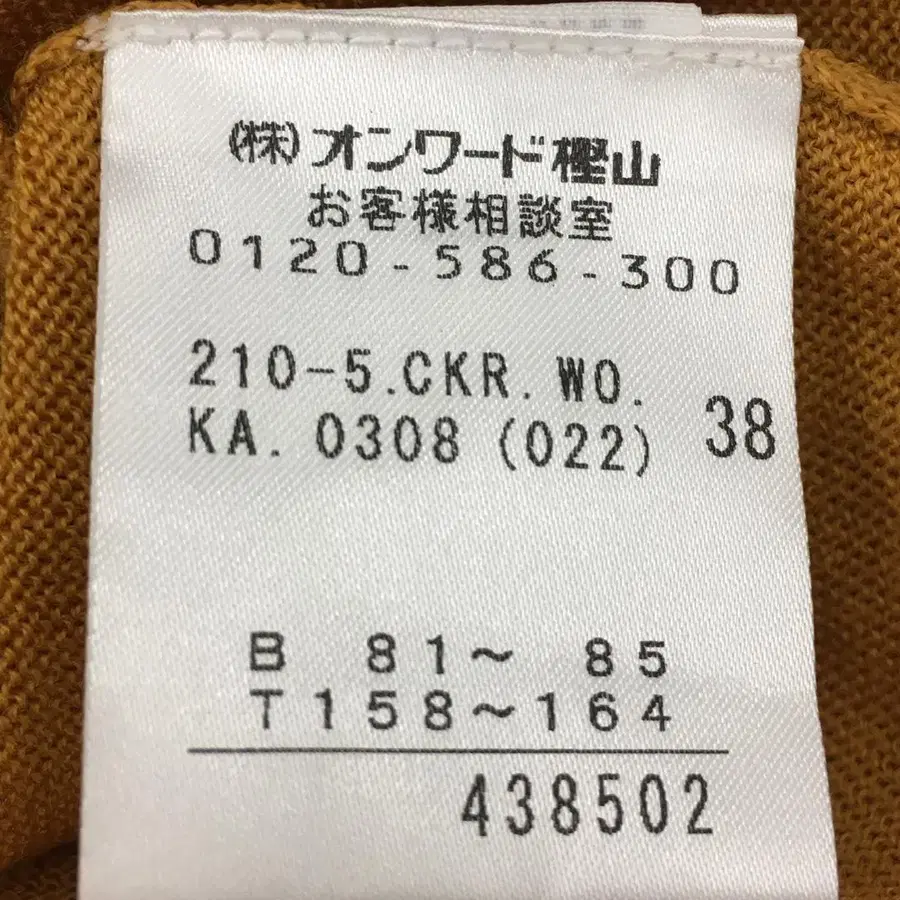 (株)オンワード樫山
お客様相談室
0120-586-300
210-5.CKR.WO.
KA.0308(022) 38
B 81~ 85
T158~164
438502